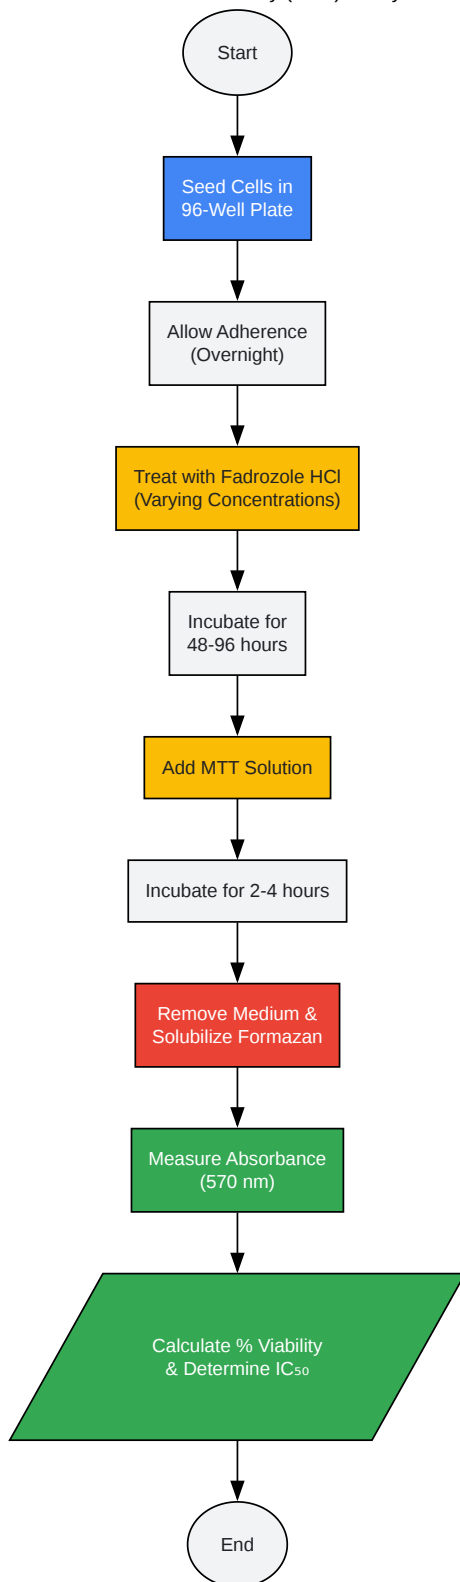 Start
Seed Cells in
96-Well Plate
Allow Adherence
(Overnight)
Treat with Fadrozole HCl
(Varying Concentrations)
Incubate for
48-96 hours
Add MTT Solution
Incubate for 2-4 hours
Remove Medium &
Solubilize Formazan
Measure Absorbance
(570 nm)
Calculate % Viability
& Determine IC₅₀
End